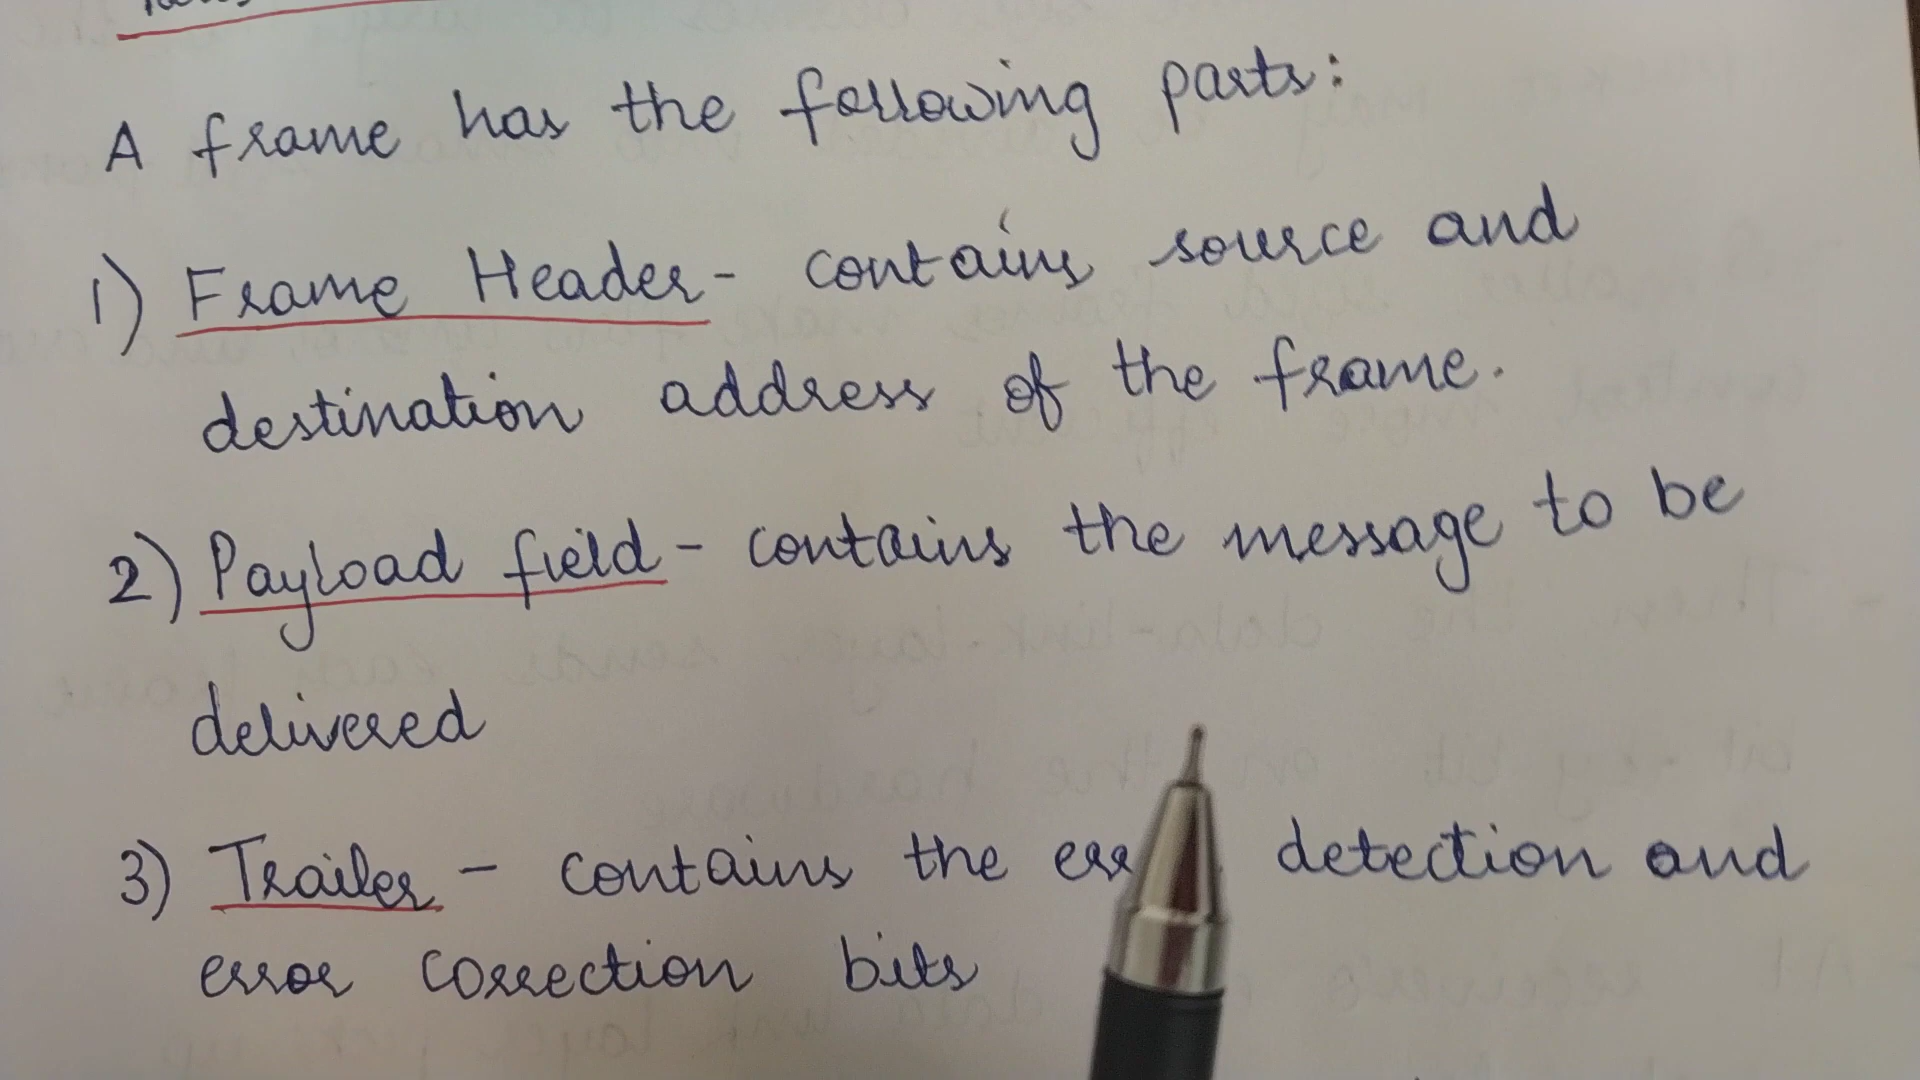 A frame has the following parts:
1) Frame Header - contains source and
destination address of the frame.
2) Payload field - contains the message to be
delivered
3) Trailer - contains the detection and
error correction bits